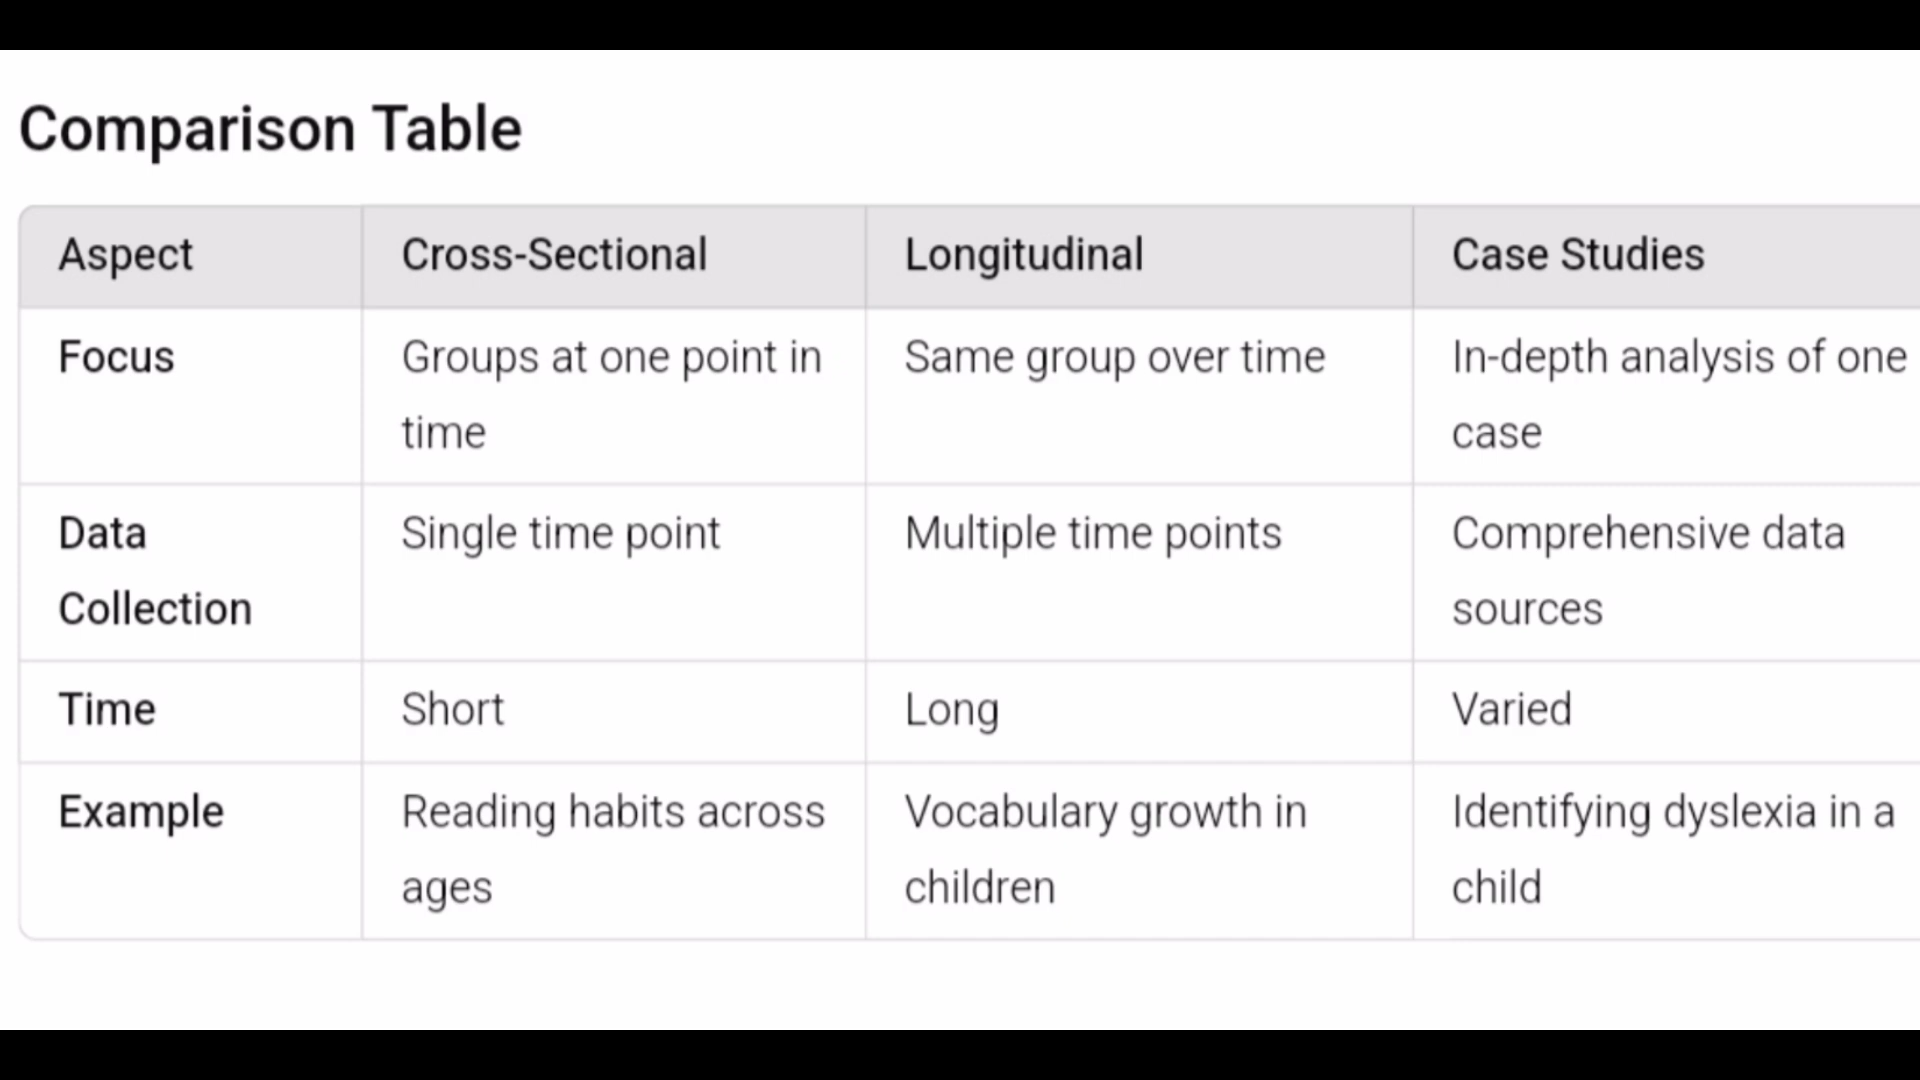 Comparison Table
Aspect Cross-Sectional Longitudinal Case Studies
Focus Groups at one point in Same group over time In-depth analysis of one
time case
Data Single time point Multiple time points Comprehensive data
Collection sources
Time Short Long Varied
Example Reading habits across Vocabulary growth in Identifying dyslexia in a
ages children child